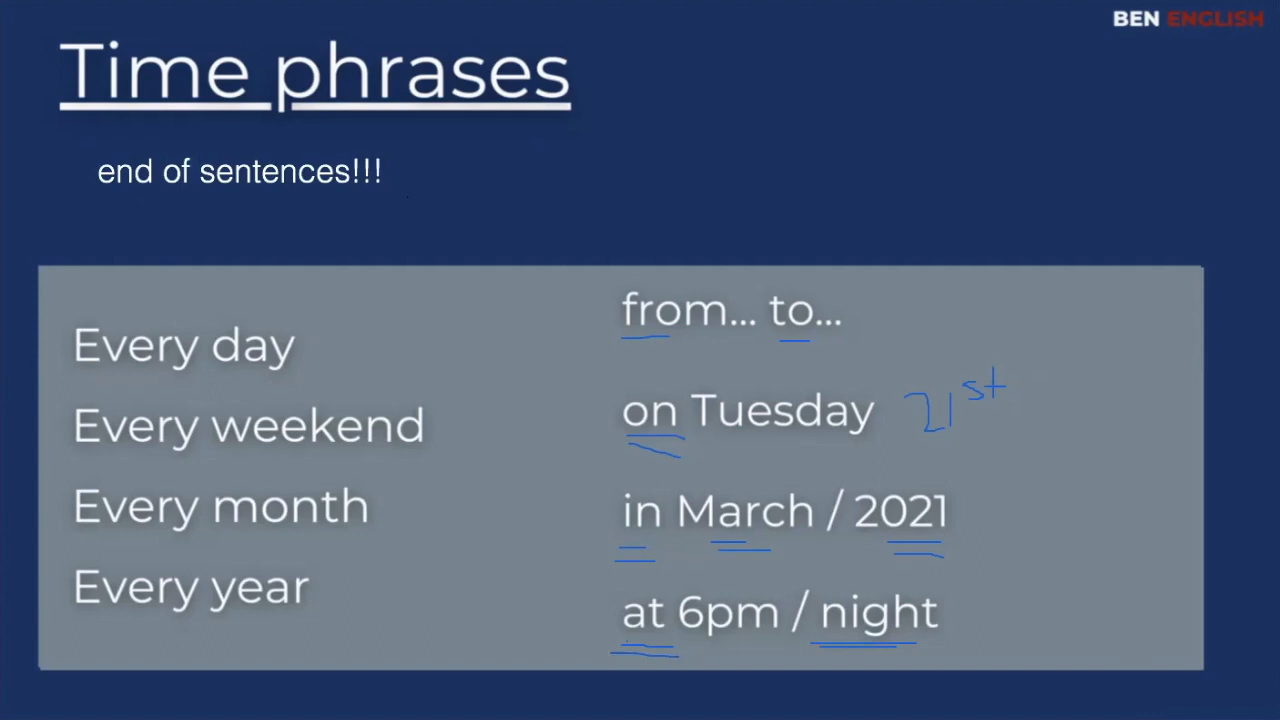 BEN ENGLISH
Time phrases
end of sentences!!!
Every day
Every weekend
Every month
Every year
from... to...
on Tuesday 21st
in March / 2021
at 6pm / night